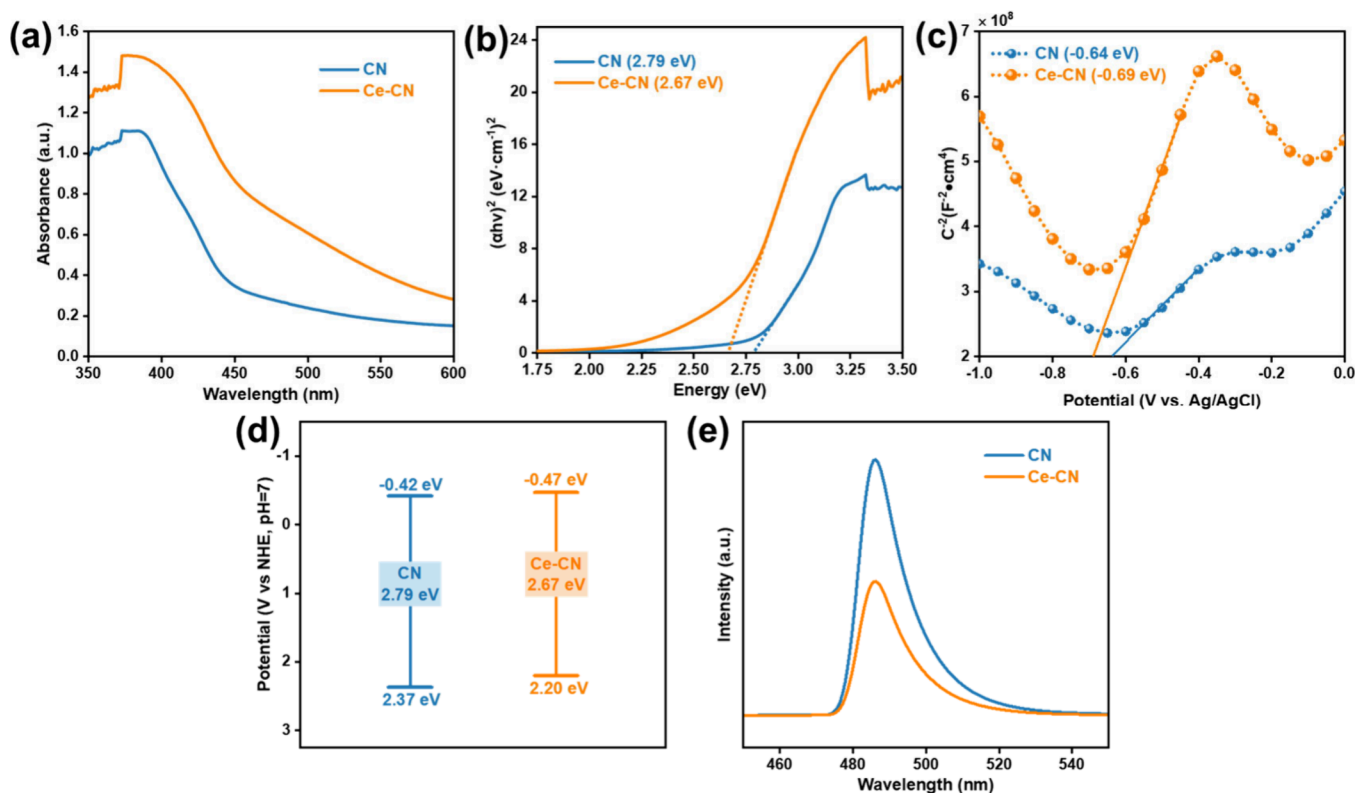 (a)
1.6
1.4
1.2
1.0
0.8
0.6
0.4
0.2
0.0
Absorbance (a.u.)
CN
Ce-CN
350 400 450 500 550 600
Wavelength (nm)
(b)
24
20
16
12
8
4
0
(αhv)² (eV·cm⁻¹)²
CN (2.79 eV)
Ce-CN (2.67 eV)
1.75 2.00 2.25 2.50 2.75 3.00 3.25 3.50
Energy (eV)
(c)
7 × 10⁸
6
5
4
3
2
C⁻²(F⁻²•cm⁴)
CN (-0.64 eV)
Ce-CN (-0.69 eV)
-1.0 -0.8 -0.6 -0.4 -0.2 0.0
Potential (V vs. Ag/AgCl)
(d)
-1
0
1
2
3
Potential (V vs NHE, pH=7)
-0.42 eV
CN
2.79 eV
2.37 eV
-0.47 eV
Ce-CN
2.67 eV
2.20 eV
(e)
Intensity (a.u.)
CN
Ce-CN
460 480 500 520 540
Wavelength (nm)